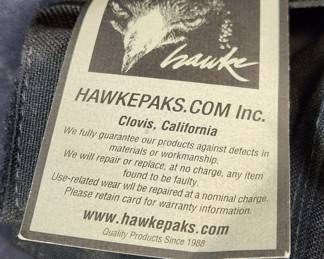 hawke
HAWKEPAKS.COM Inc.
Clovis, California
We fully guarantee our products against defects in
materials or workmanship.
We will repair or replace, at no charge, any item
found to be faulty.
Use-related wear will be repaired at a nominal charge.
Please retain card for warranty information.
www.hawkepaks.com
Quality Products Since 1988